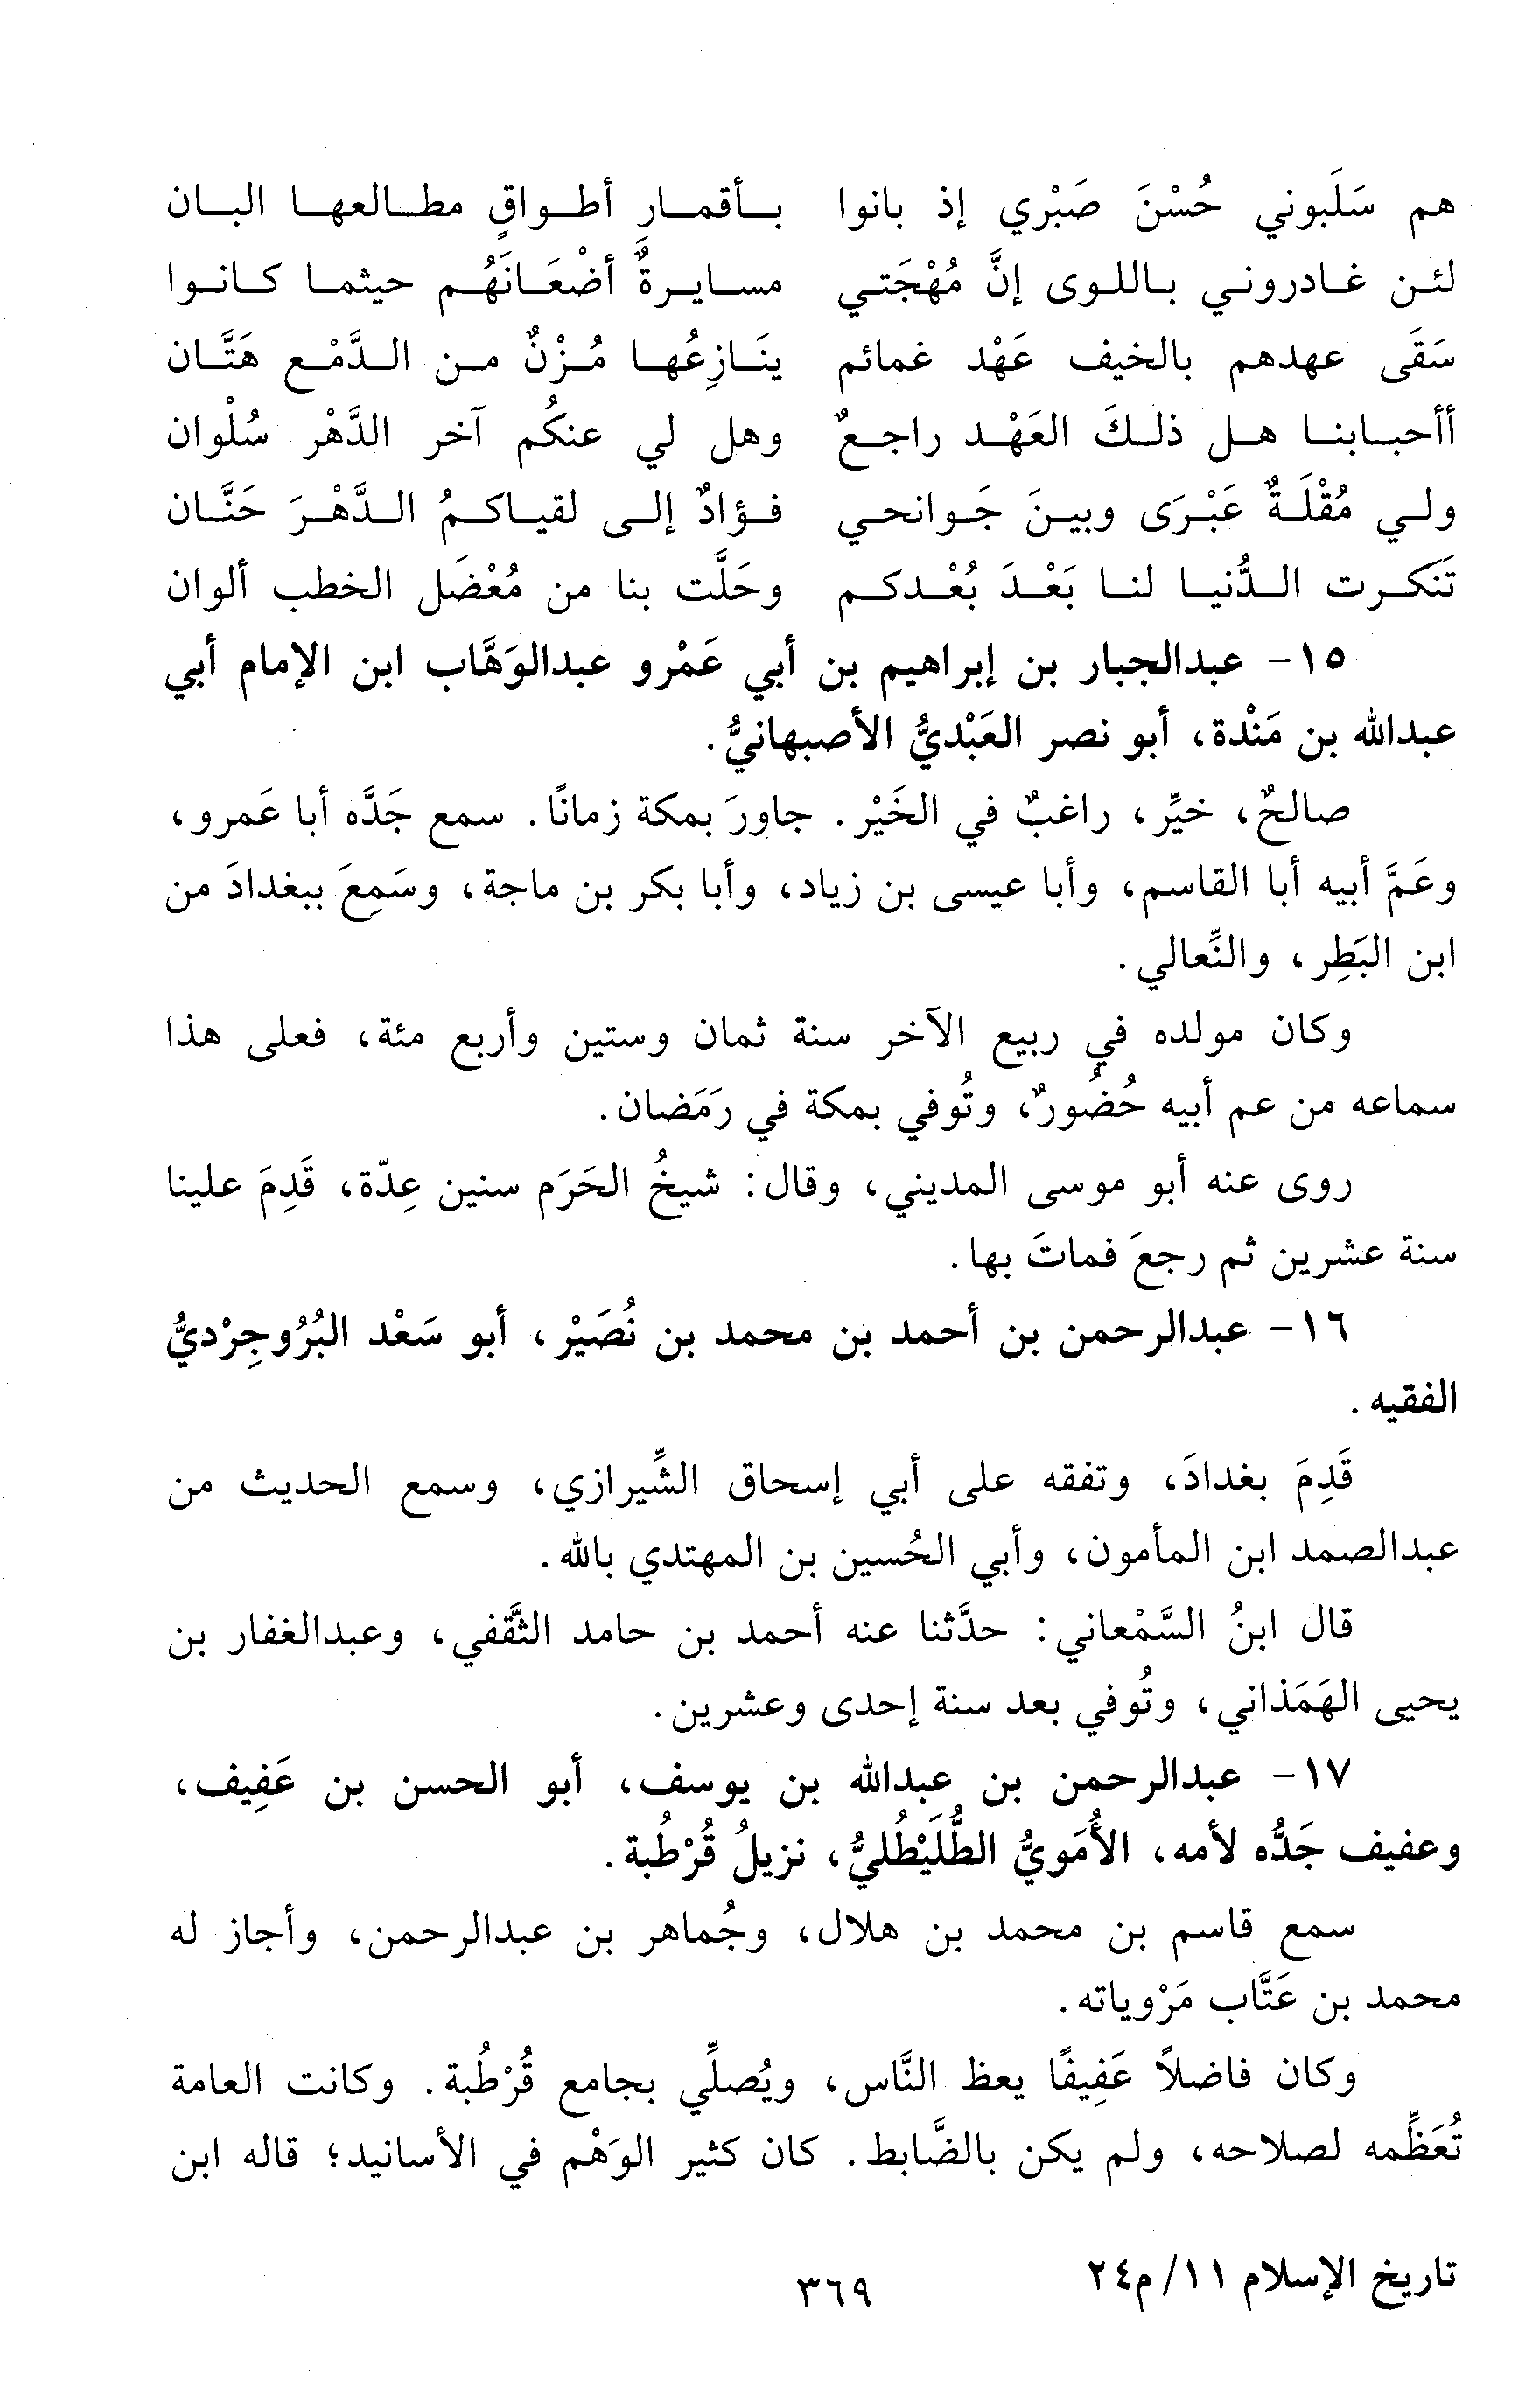 هم سَلَبوني حُسْنَ صَبْري إذ بانوا بأقمارِ أطواقٍ مطالعها البان
لئن غادروني باللوى إنَّ مُهْجَتي مسايرةٌ أضْعَانَهُم حيثما كانوا
سَقَى عهدهم بالخيف عَهْد غمائم ينَازِعُها مُزْنٌ من الدَّمْع هَتَّان
أأحبابنا هل ذلكَ العَهْد راجعٌ وهل لي عنكُم آخر الدَّهْر سُلْوان
ولي مُقْلَةٌ عَبْرَى وبينَ جَوانحي فؤادٌ إلى لقياكمُ الدَّهْرَ حَنَّان
تَنكرت الدُّنيا لنا بَعْدَ بُعْدكم وحَلَّت بنا من مُعْضَل الخطب ألوان
١٥- عبدالجبار بن إبراهيم بن أبي عَمْرو عبدالوَهَّاب ابن الإمام أبي
عبدالله بن مَنْدة، أبو نصر العَبْديُّ الأصبهانيُّ.
صالحٌ، خيِّر، راغبٌ في الخَيْر. جاورَ بمكة زمانًا. سمع جَدَّه أبا عَمرو،
وعَمَّ أبيه أبا القاسم، وأبا عيسى بن زياد، وأبا بكر بن ماجة، وسَمِعَ ببغدادَ من
ابن البَطِر، والنِّعالي.
وكان مولده في ربيع الآخر سنة ثمان وستين وأربع مئة، فعلى هذا
سماعه من عم أبيه حُضُورٌ، وتُوفي بمكة في رَمَضان.
روى عنه أبو موسى المديني، وقال: شيخُ الحَرَم سنين عِدّة، قَدِمَ علينا
سنة عشرين ثم رجعَ فماتَ بها.
١٦- عبدالرحمن بن أحمد بن محمد بن نُصَيْر، أبو سَعْد البُرُوجِرْديُّ
الفقيه.
قَدِمَ بغدادَ، وتفقه على أبي إسحاق الشِّيرازي، وسمع الحديث من
عبدالصمد ابن المأمون، وأبي الحُسين بن المهتدي بالله.
قال ابنُ السَّمْعاني: حدَّثنا عنه أحمد بن حامد الثَّقفي، وعبدالغفار بن
يحيى الهَمَذاني، وتُوفي بعد سنة إحدى وعشرين.
١٧- عبدالرحمن بن عبدالله بن يوسف، أبو الحسن بن عَفِيف،
وعفيف جَدُّه لأمه، الأُمَويُّ الطُّلَيْطُليُّ، نزيلُ قُرْطُبة.
سمع قاسم بن محمد بن هلال، وجُماهر بن عبدالرحمن، وأجاز له
محمد بن عَتَّاب مَرْوياته.
وكان فاضلاً عَفِيفًا يعظ النَّاس، ويُصلِّي بجامع قُرْطُبة. وكانت العامة
تُعَظِّمه لصلاحه، ولم يكن بالضَّابط. كان كثير الوَهْم في الأسانيد؛ قاله ابن
تاريخ الإسلام ١١/ م٢٤
٣٦٩